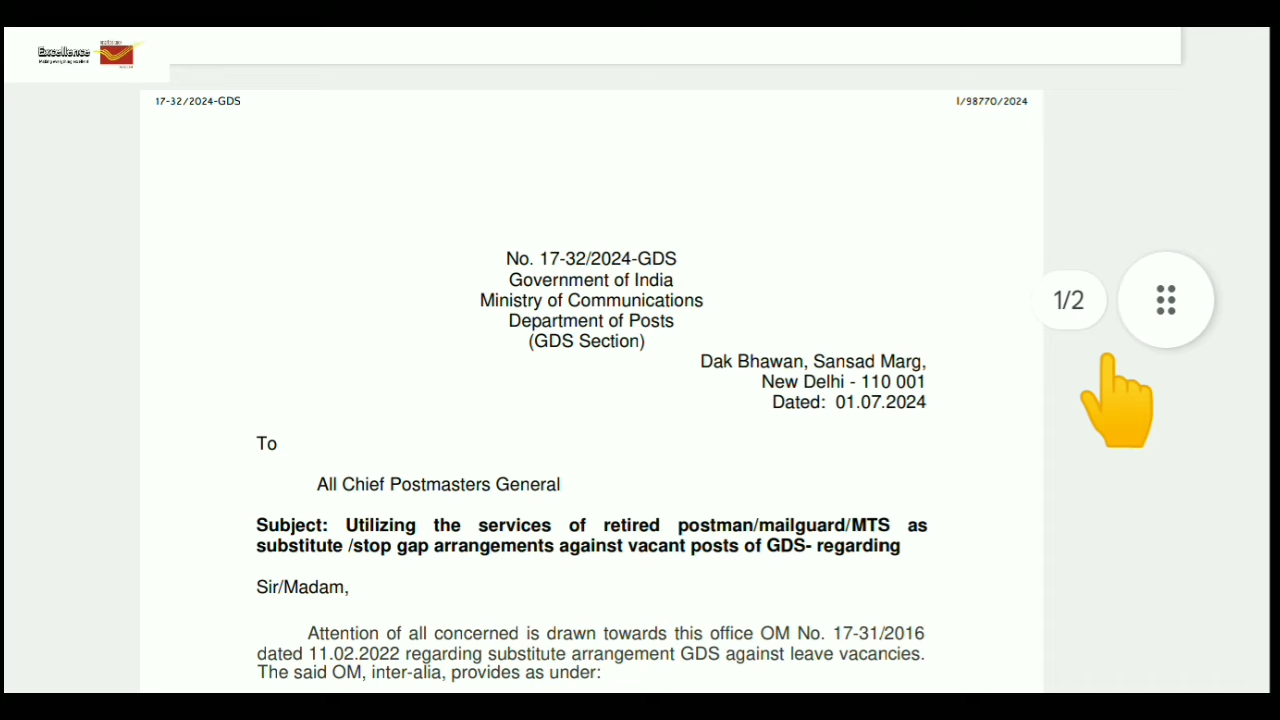 Excellence
17-32/2024-GDS
I/98770/2024
No. 17-32/2024-GDS
Government of India
Ministry of Communications
Department of Posts
(GDS Section)
Dak Bhawan, Sansad Marg,
New Delhi - 110 001
Dated: 01.07.2024
1/2
To
All Chief Postmasters General
Subject: Utilizing the services of retired postman/mailguard/MTS as
substitute /stop gap arrangements against vacant posts of GDS- regarding
Sir/Madam,
Attention of all concerned is drawn towards this office OM No. 17-31/2016
dated 11.02.2022 regarding substitute arrangement GDS against leave vacancies.
The said OM, inter-alia, provides as under: